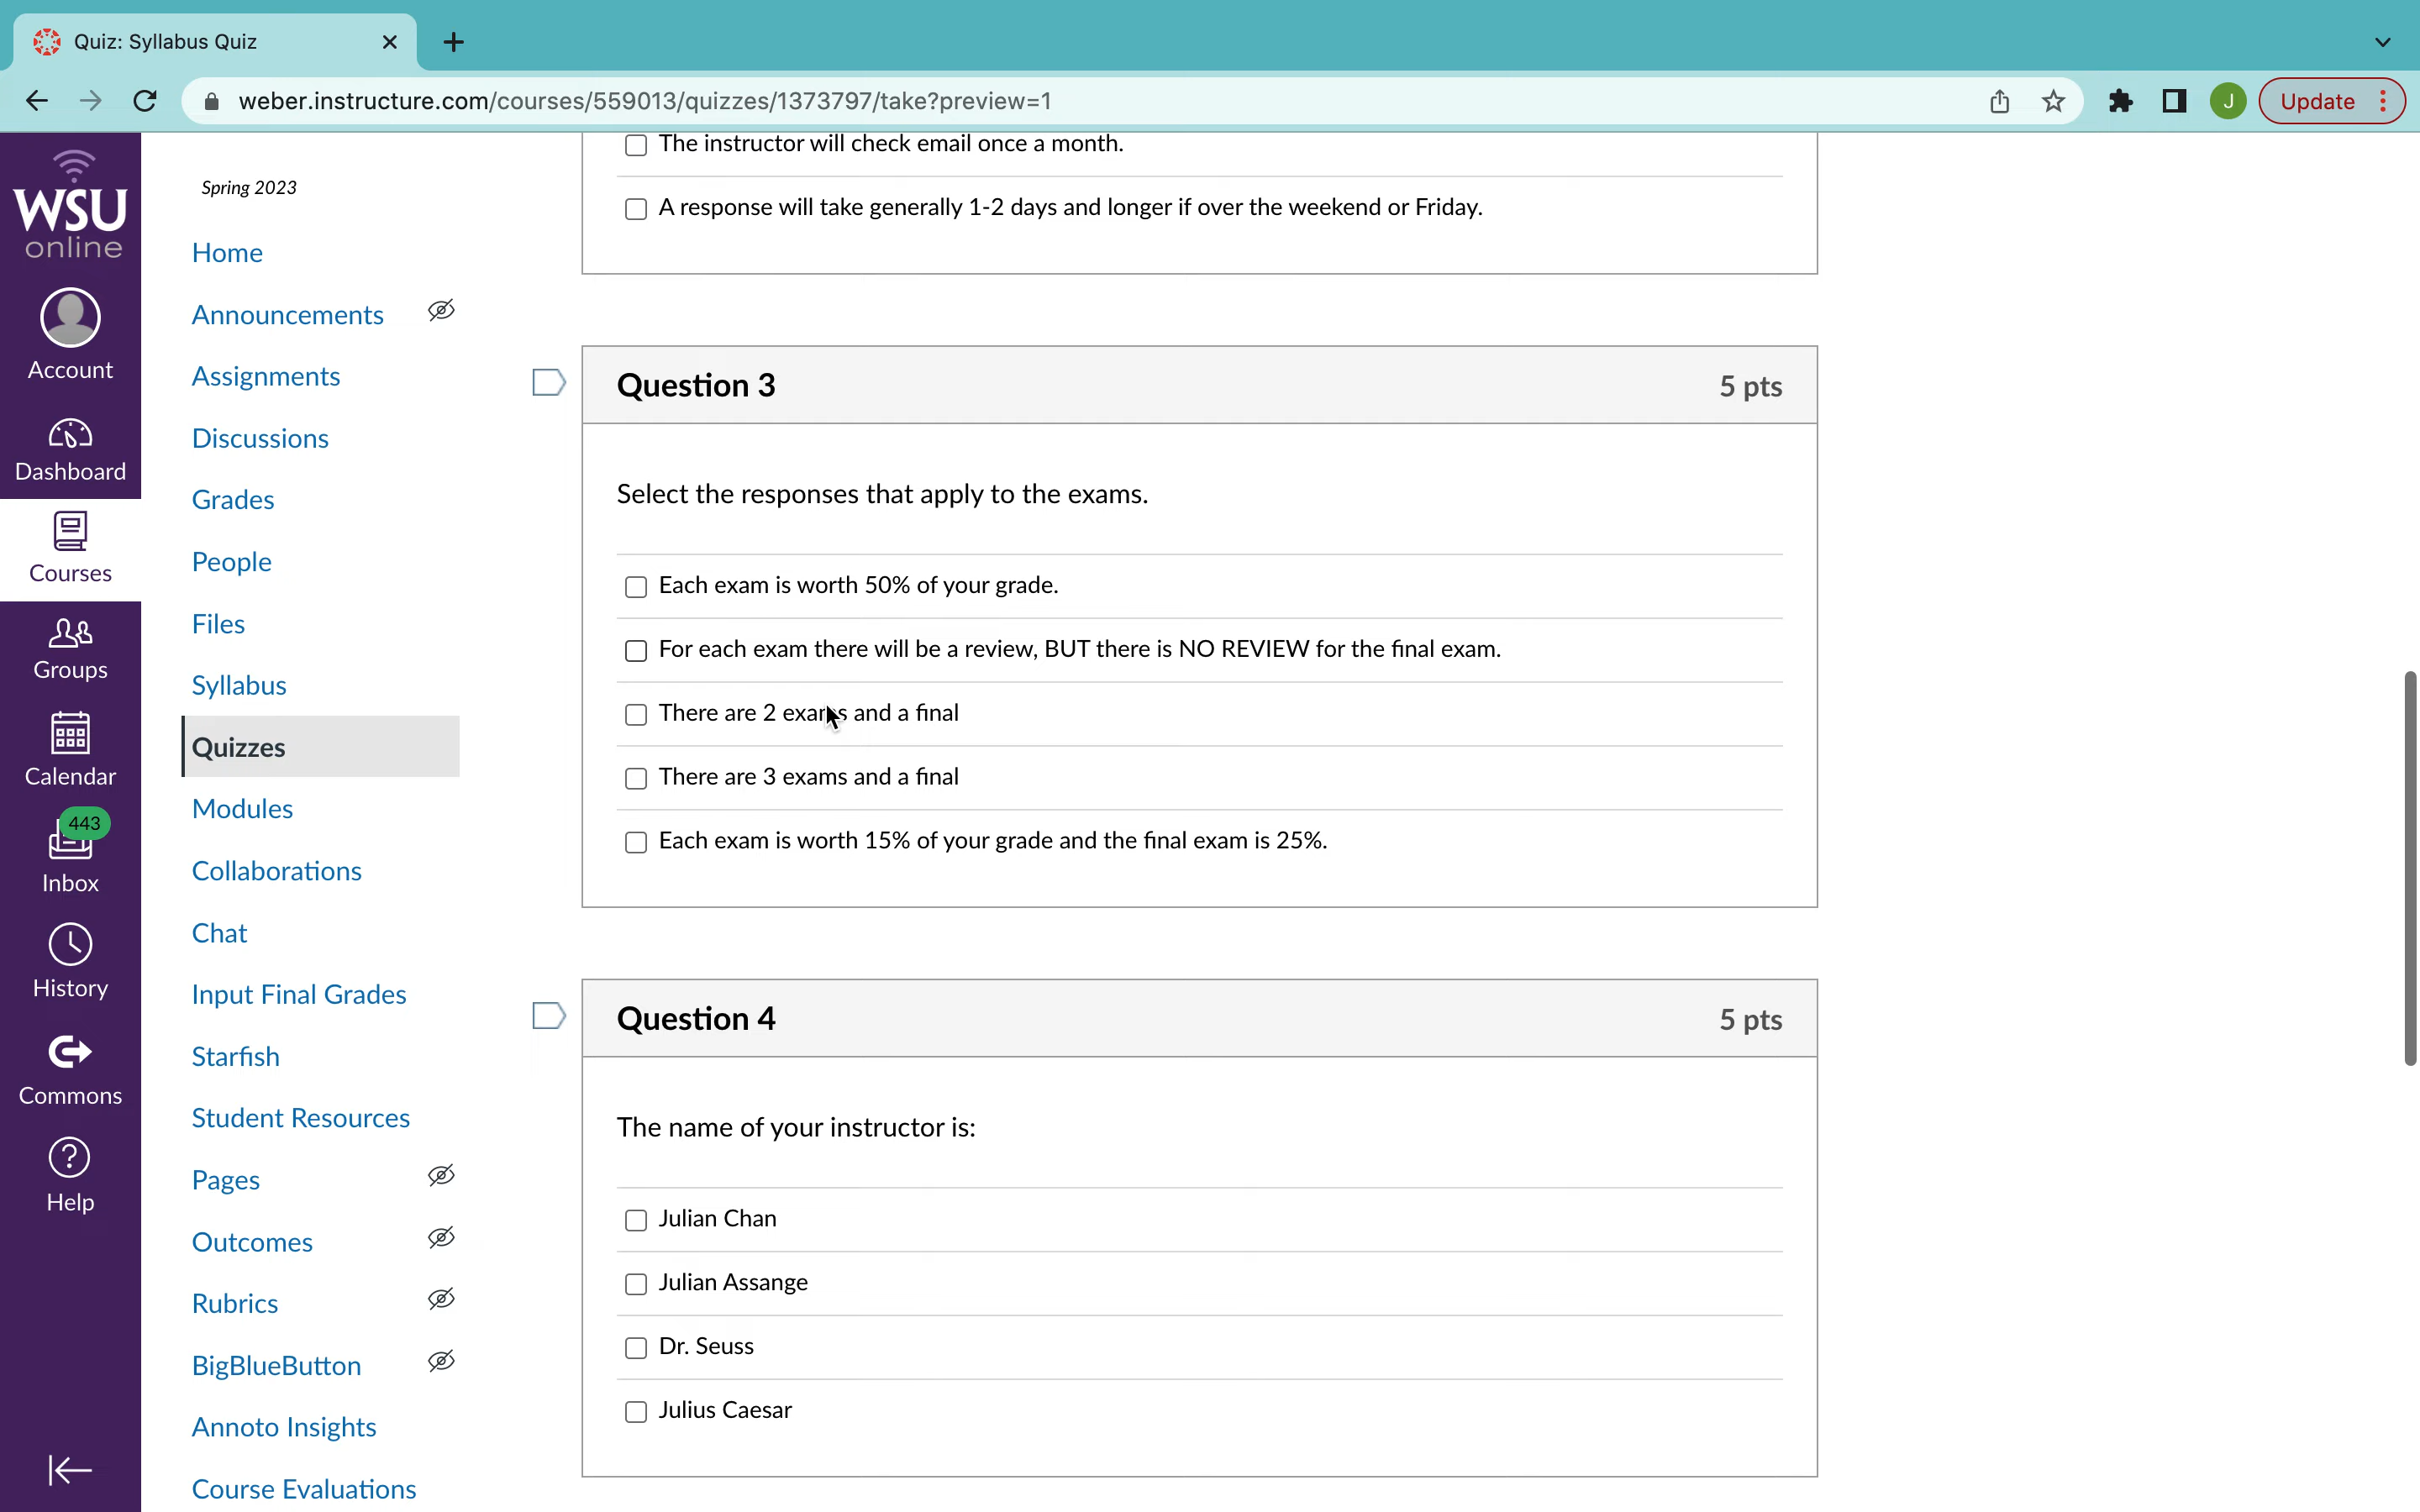 Quiz: Syllabus Quiz
weber.instructure.com/courses/559013/quizzes/1373797/take?preview=1
J
Update
WSU
online
Account
Dashboard
Courses
Groups
Calendar
443
Inbox
History
Commons
Help
Spring 2023
Home
Announcements
Assignments
Discussions
Grades
People
Files
Syllabus
Quizzes
Modules
Collaborations
Chat
Input Final Grades
Starfish
Student Resources
Pages
Outcomes
Rubrics
BigBlueButton
Annoto Insights
Course Evaluations
The instructor will check email once a month.
A response will take generally 1-2 days and longer if over the weekend or Friday.
Question 3
5 pts
Select the responses that apply to the exams.
Each exam is worth 50% of your grade.
For each exam there will be a review, BUT there is NO REVIEW for the final exam.
There are 2 exams and a final
There are 3 exams and a final
Each exam is worth 15% of your grade and the final exam is 25%.
Question 4
5 pts
The name of your instructor is:
Julian Chan
Julian Assange
Dr. Seuss
Julius Caesar